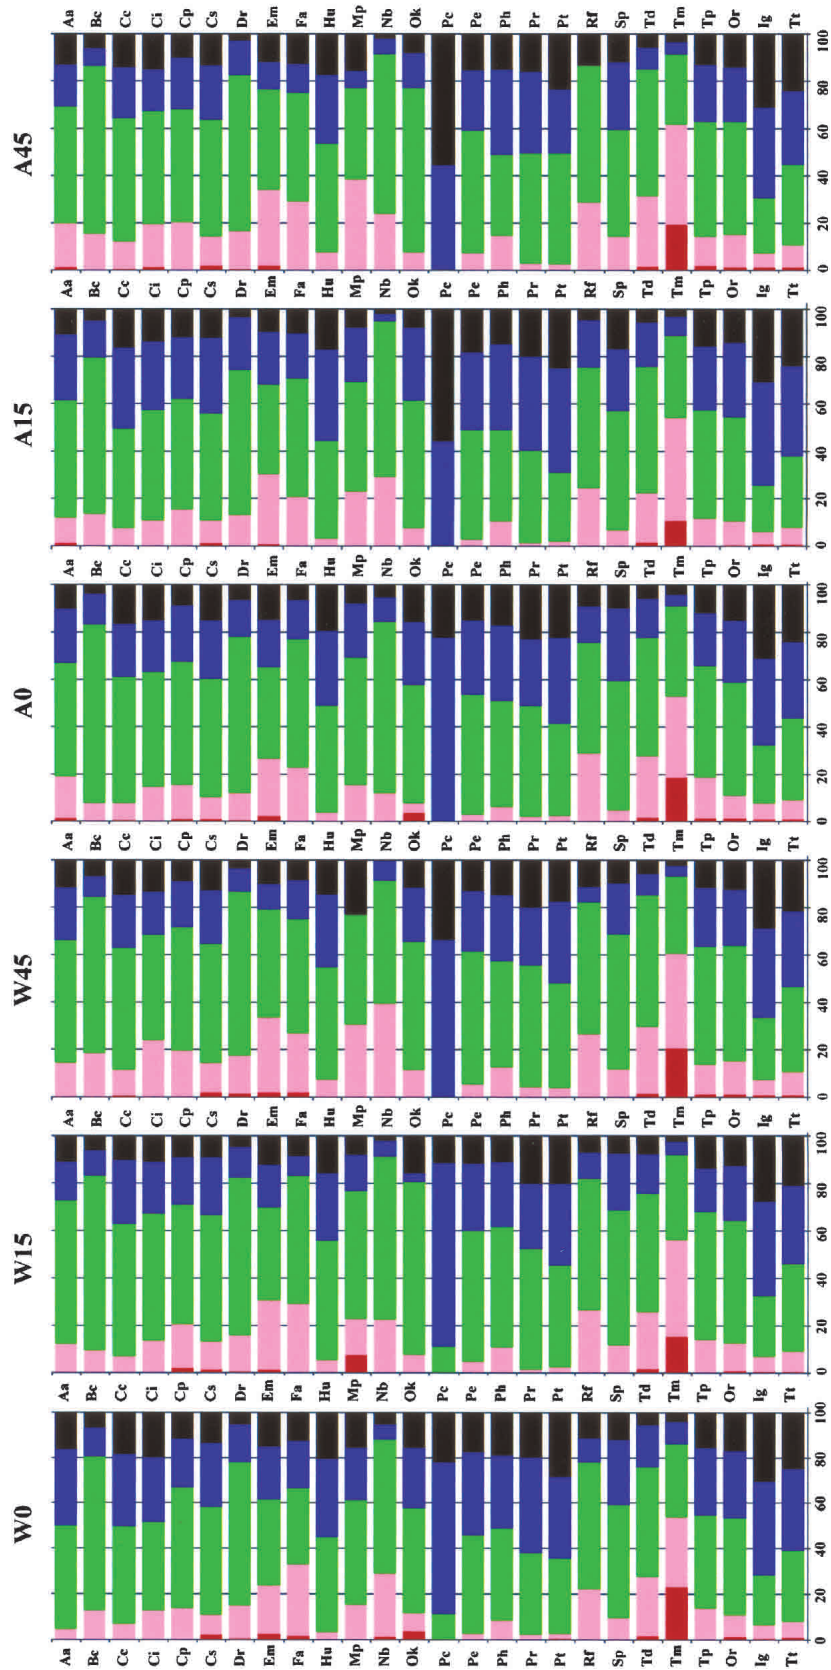 W0 W15 W45 A0 A15 A45
Aa Aa Aa Aa Aa Aa
Bc Bc Bc Bc Bc Bc
Cc Cc Cc Cc Cc Cc
Ci Ci Ci Ci Ci Ci
Cp Cp Cp Cp Cp Cp
Cs Cs Cs Cs Cs Cs
Dr Dr Dr Dr Dr Dr
Em Em Em Em Em Em
Fa Fa Fa Fa Fa Fa
Hu Hu Hu Hu Hu Hu
Mp Mp Mp Mp Mp Mp
Nb Nb Nb Nb Nb Nb
Ok Ok Ok Ok Ok Ok
Pc Pc Pc Pc Pc Pc
Pe Pe Pe Pe Pe Pe
Ph Ph Ph Ph Ph Ph
Pr Pr Pr Pr Pr Pr
Pt Pt Pt Pt Pt Pt
Rf Rf Rf Rf Rf Rf
Sp Sp Sp Sp Sp Sp
Td Td Td Td Td Td
Tm Tm Tm Tm Tm Tm
Tp Tp Tp Tp Tp Tp
Or Or Or Or Or Or
Ig Ig Ig Ig Ig Ig
Tt Tt Tt Tt Tt Tt
0 20 40 60 80 100 0 20 40 60 80 100 0 20 40 60 80 100 0 20 40 60 80 100 0 20 40 60 80 100 0 20 40 60 80 100